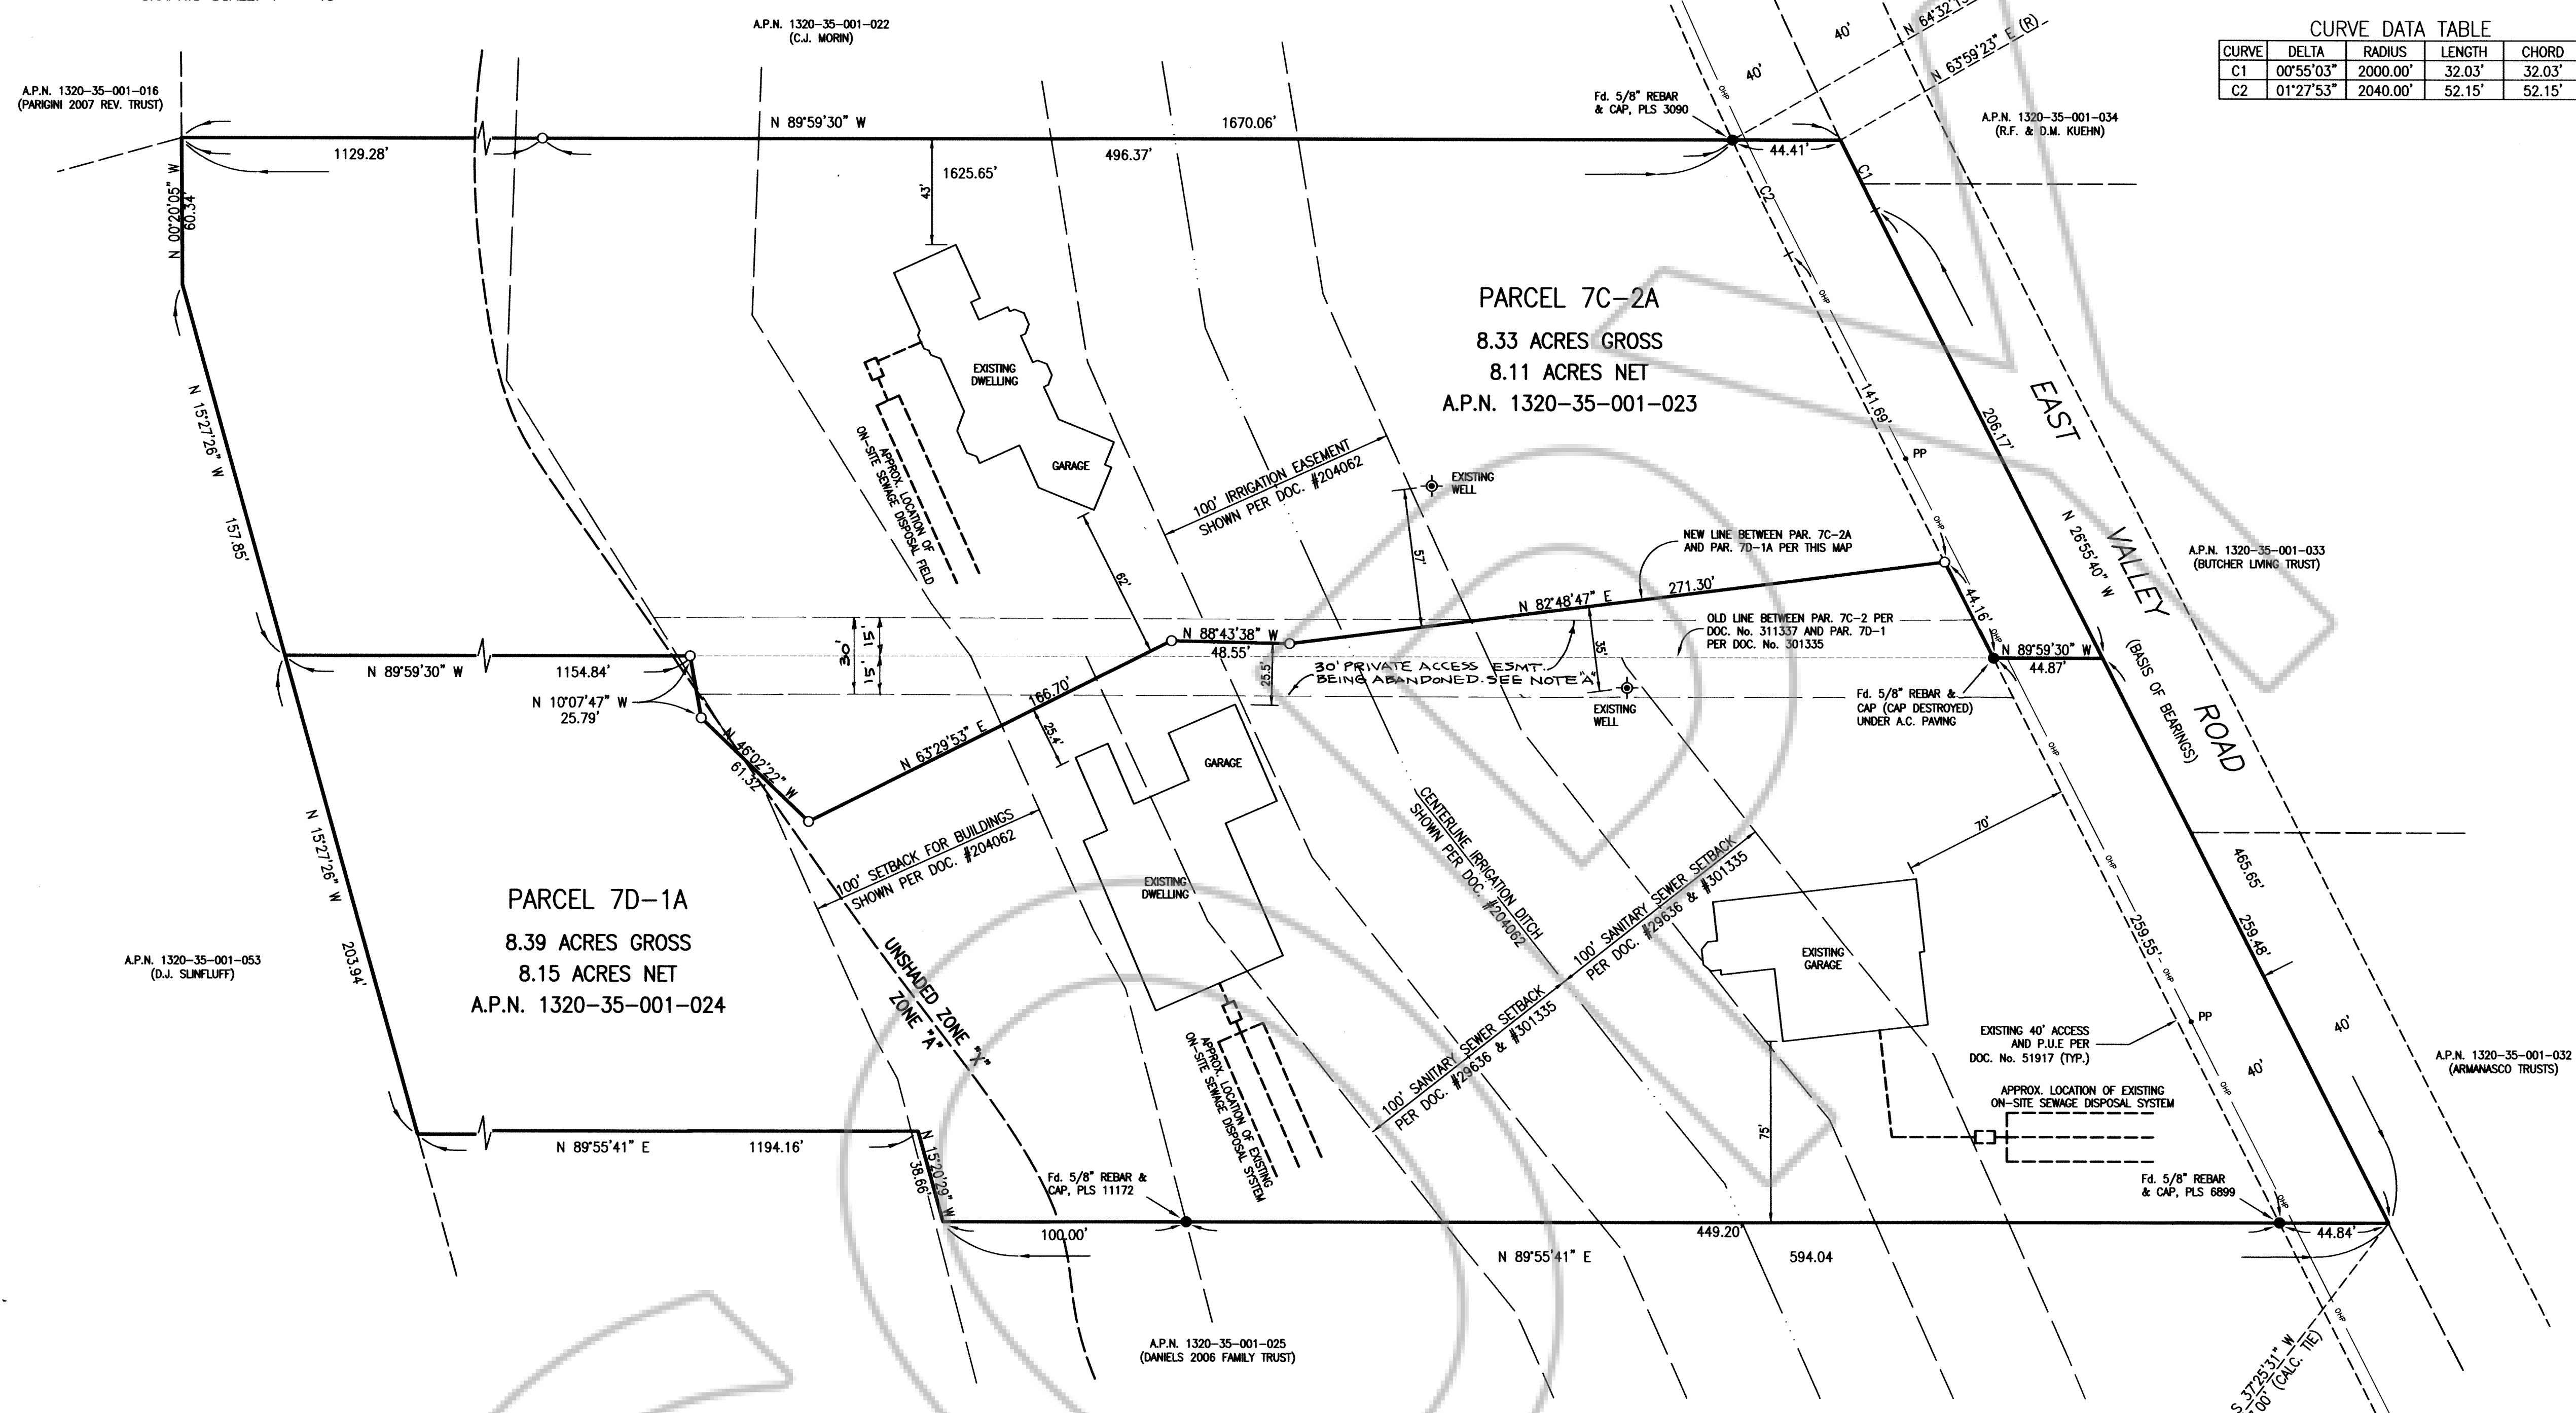 A.P.N. 1320-35-001-022
(C.J. MORIN)
A.P.N. 1320-35-001-016
(PARIGINI 2007 REV. TRUST)
CURVE DATA TABLE
CURVE DELTA RADIUS LENGTH CHORD
C1 00°55'03" 2000.00' 32.03' 32.03'
C2 01°27'53" 2040.00' 52.15' 52.15'
40'
40'
N 63°59'23" E (R)
Fd. 5/8" REBAR
& CAP, PLS 3090
A.P.N. 1320-35-001-034
(R.F. & D.M. KUEHN)
N 89°59'30" W
1670.06'
1129.28'
496.37'
44.41'
1625.65'
43'
N 00°20'05" W
60.34'
C1
C2
OHP
OHP
PARCEL 7C-2A
8.33 ACRES GROSS
8.11 ACRES NET
A.P.N. 1320-35-001-023
EXISTING
DWELLING
GARAGE
APPROX. LOCATION OF
ON-SITE SEWAGE DISPOSAL FIELD
N 15°27'26" W
157.85'
100' IRRIGATION EASEMENT
SHOWN PER DOC. #204062
EXISTING
WELL
57'
62'
141.69'
PP
206.17'
EAST
VALLEY
ROAD
N 26°55'40" W
(BASIS OF BEARINGS)
A.P.N. 1320-35-001-033
(BUTCHER LIVING TRUST)
NEW LINE BETWEEN PAR. 7C-2A
AND PAR. 7D-1A PER THIS MAP
OHP
N 82°48'47" E
271.30'
44.16'
OHP
OLD LINE BETWEEN PAR. 7C-2 PER
DOC. No. 311337 AND PAR. 7D-1
PER DOC. No. 301335
N 88°43'38" W
48.55'
25.5'
35'
30' PRIVATE ACCESS ESMT.
BEING ABANDONED. SEE NOTE "A"
N 89°59'30" W
44.87'
30'
15'
15'
N 89°59'30" W
1154.84'
N 10°07'47" W
25.79'
N 46°02'22" W
61.32'
N 63°29'53" E
166.70'
25.4'
EXISTING
WELL
Fd. 5/8" REBAR &
CAP (CAP DESTROYED)
UNDER A.C. PAVING
OHP
GARAGE
EXISTING
DWELLING
100' SETBACK FOR BUILDINGS
SHOWN PER DOC. #204062
CENTERLINE IRRIGATION DITCH
SHOWN PER DOC. #204062
100' SANITARY SEWER SETBACK
PER DOC. #29636 & #301335
100' SANITARY SEWER SETBACK
PER DOC. #29636 & #301335
70'
OHP
465.65'
259.48'
259.55'
OHP
PARCEL 7D-1A
8.39 ACRES GROSS
8.15 ACRES NET
A.P.N. 1320-35-001-024
N 15°27'26" W
203.94'
A.P.N. 1320-35-001-053
(D.J. SLINFLUFF)
UNSHADED ZONE "X"
ZONE "A"
EXISTING
GARAGE
PP
EXISTING 40' ACCESS
AND P.U.E PER
DOC. No. 51917 (TYP.)
40'
40'
A.P.N. 1320-35-001-032
(ARMANASCO TRUSTS)
APPROX. LOCATION OF EXISTING
ON-SITE SEWAGE DISPOSAL SYSTEM
APPROX. LOCATION OF EXISTING
ON-SITE SEWAGE DISPOSAL SYSTEM
OHP
75'
N 89°55'41" E
1194.16'
N 15°20'29" W
38.66'
Fd. 5/8" REBAR &
CAP, PLS 11172
Fd. 5/8" REBAR
& CAP, PLS 6899
OHP
100.00'
449.20'
44.84'
N 89°55'41" E
594.04
OHP
A.P.N. 1320-35-001-025
(DANIELS 2006 FAMILY TRUST)
S 37°25'31" W
(CALC. TIE)